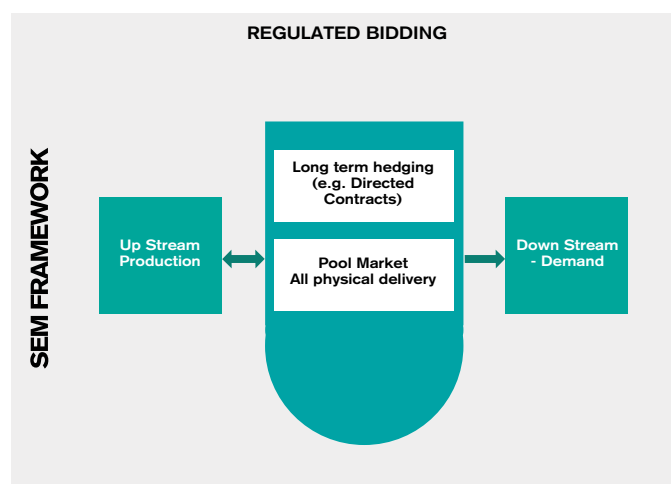 REGULATED BIDDING
SEM FRAMEWORK
Long term hedging
(e.g. Directed
Contracts)
Up Stream
Production
Pool Market
All physical delivery
Down Stream
- Demand